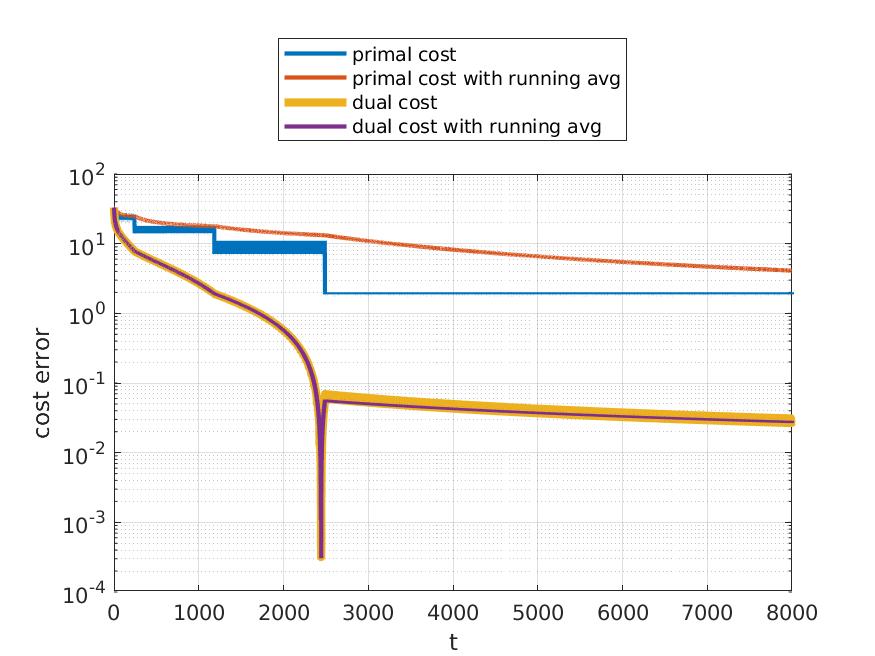 primal cost
primal cost with running avg
dual cost
dual cost with running avg
10^2
10^1
10^0
10^-1
10^-2
10^-3
10^-4
cost error
0 1000 2000 3000 4000 5000 6000 7000 8000
t